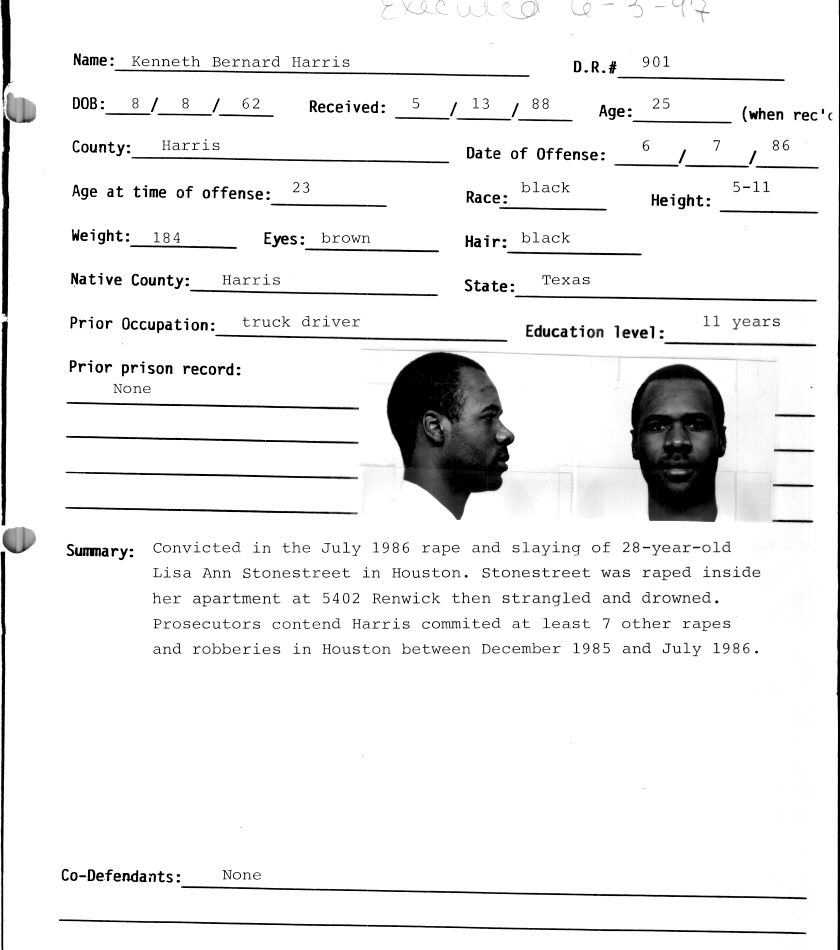 Executed 6-3-97
Name: Kenneth Bernard Harris D.R.# 901
DOB: 8 / 8 / 62 Received: 5 / 13 / 88 Age: 25 (when rec'd
County: Harris Date of Offense: 6 / 7 / 86
Age at time of offense: 23 Race: black Height: 5-11
Weight: 184 Eyes: brown Hair: black
Native County: Harris State: Texas
Prior Occupation: truck driver Education level: 11 years
Prior prison record:
None
Summary: Convicted in the July 1986 rape and slaying of 28-year-old
Lisa Ann Stonestreet in Houston. Stonestreet was raped inside
her apartment at 5402 Renwick then strangled and drowned.
Prosecutors contend Harris commited at least 7 other rapes
and robberies in Houston between December 1985 and July 1986.
Co-Defendants: None